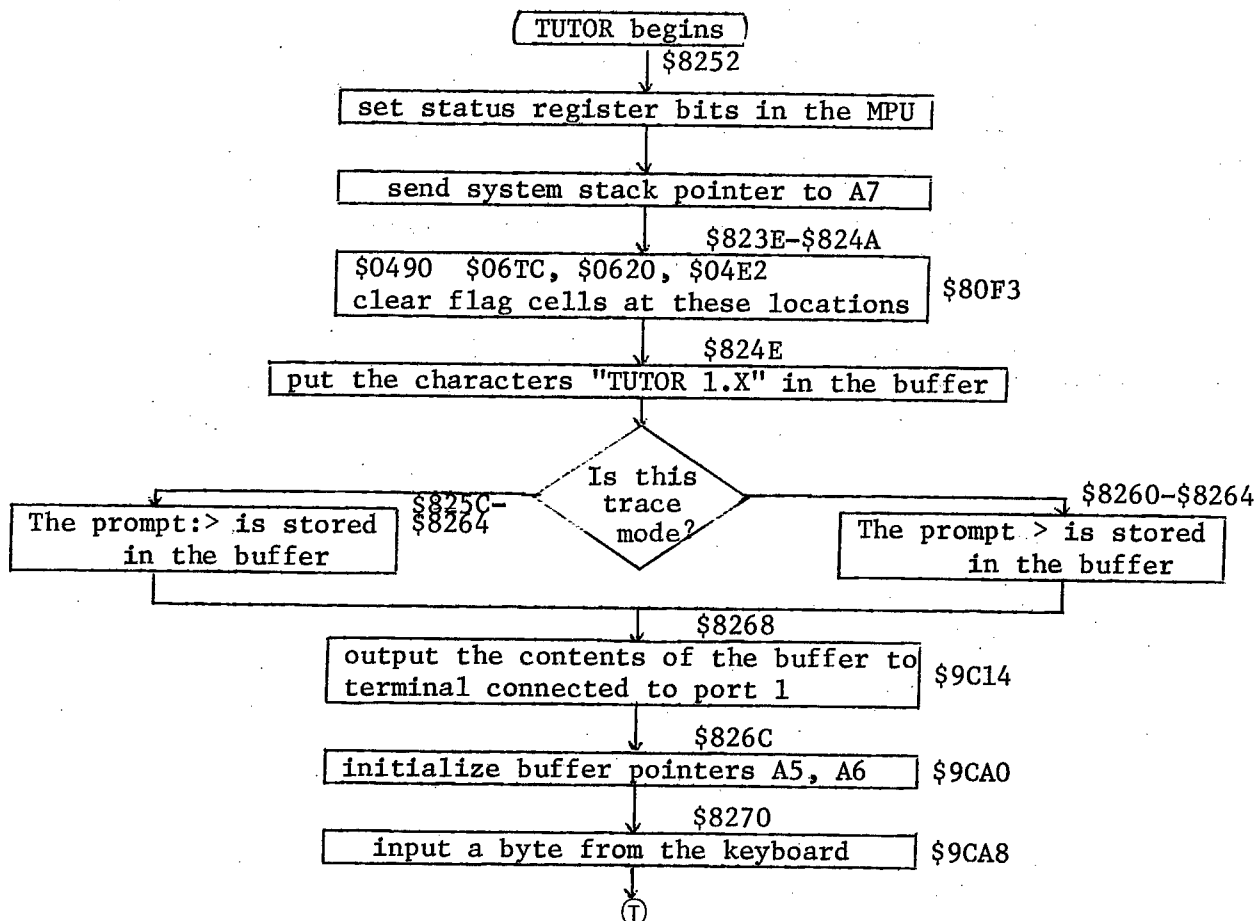 TUTOR begins
$8252
set status register bits in the MPU
send system stack pointer to A7
$823E-$824A
$0490 $06TC, $0620, $04E2
clear flag cells at these locations
$80F3
$824E
put the characters "TUTOR 1.X" in the buffer
Is this
trace
mode?
$825C-
$8264
The prompt:> is stored
in the buffer
$8260-$8264
The prompt > is stored
in the buffer
$8268
output the contents of the buffer to
terminal connected to port 1
$9C14
$826C
initialize buffer pointers A5, A6
$9CA0
$8270
input a byte from the keyboard
$9CA8
T